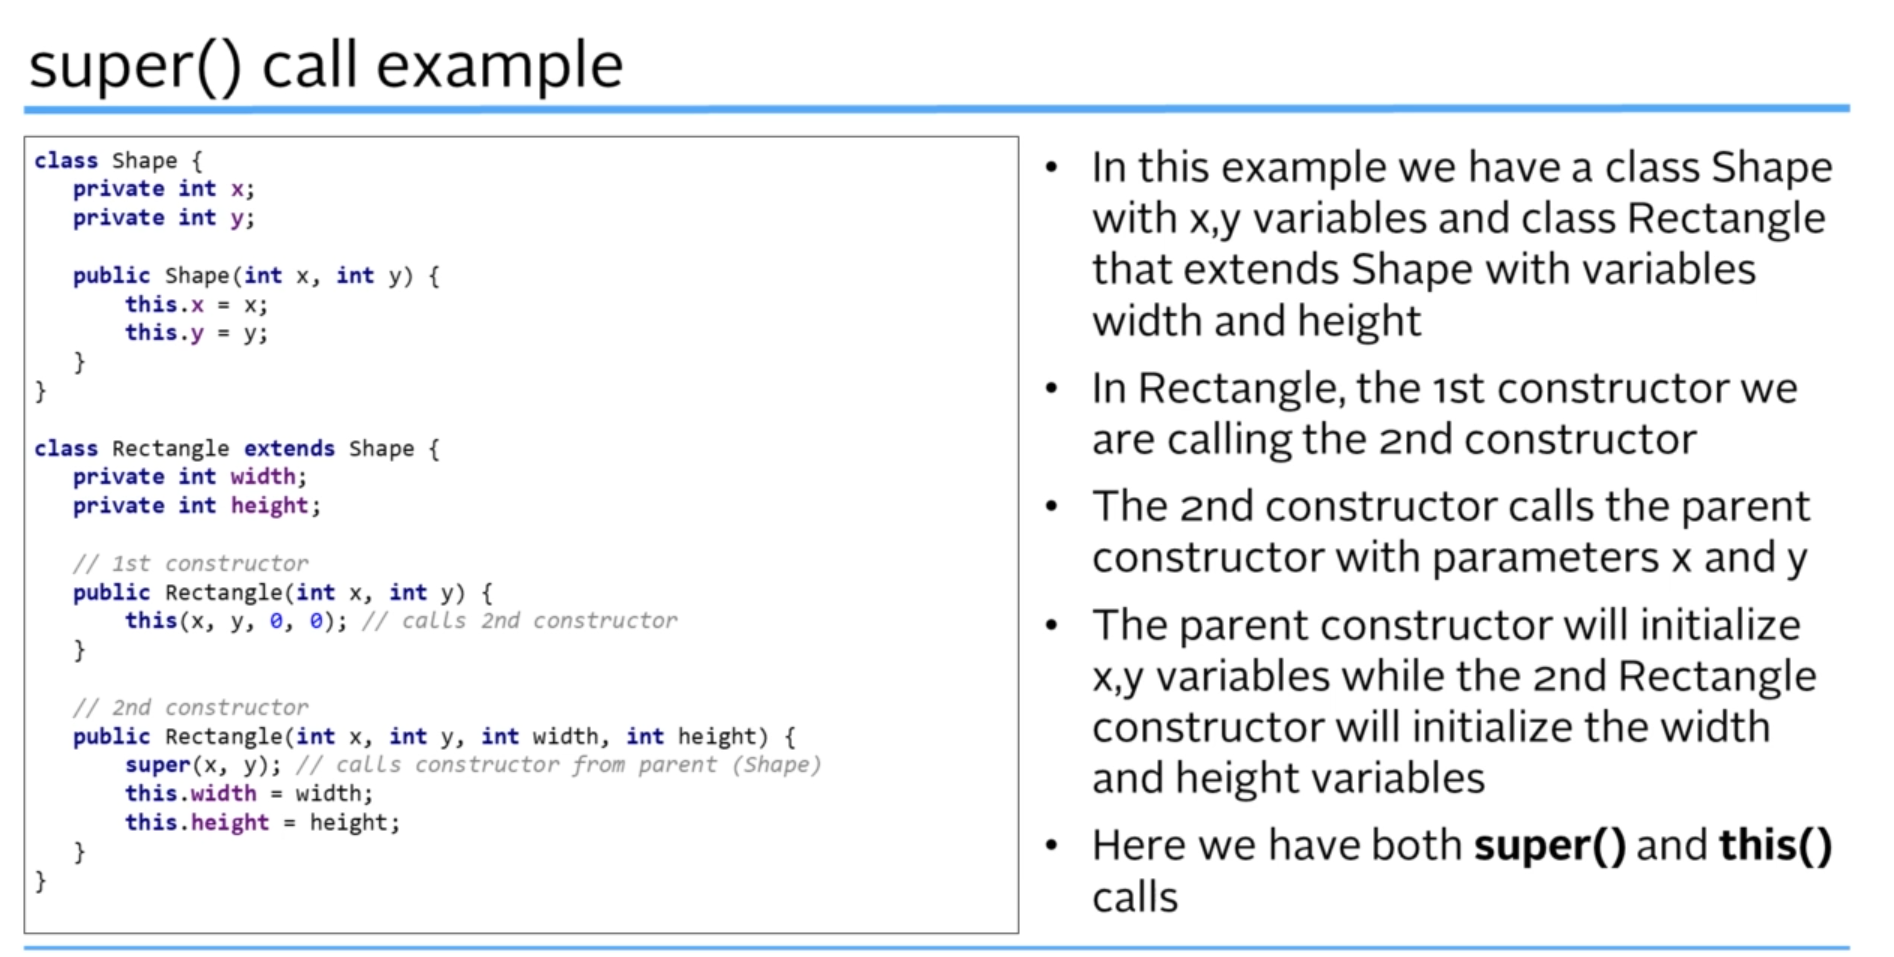 super() call example
class Shape {
private int x;
private int y;
public Shape(int x, int y) {
this.x = x;
this.y = y;
}
}
class Rectangle extends Shape {
private int width;
private int height;
// 1st constructor
public Rectangle(int x, int y) {
this(x, y, 0, 0); // calls 2nd constructor
}
// 2nd constructor
public Rectangle(int x, int y, int width, int height) {
super(x, y); // calls constructor from parent (Shape)
this.width = width;
this.height = height;
}
}
• In this example we have a class Shape
with x,y variables and class Rectangle
that extends Shape with variables
width and height
• In Rectangle, the 1st constructor we
are calling the 2nd constructor
• The 2nd constructor calls the parent
constructor with parameters x and y
• The parent constructor will initialize
x,y variables while the 2nd Rectangle
constructor will initialize the width
and height variables
• Here we have both super() and this()
calls